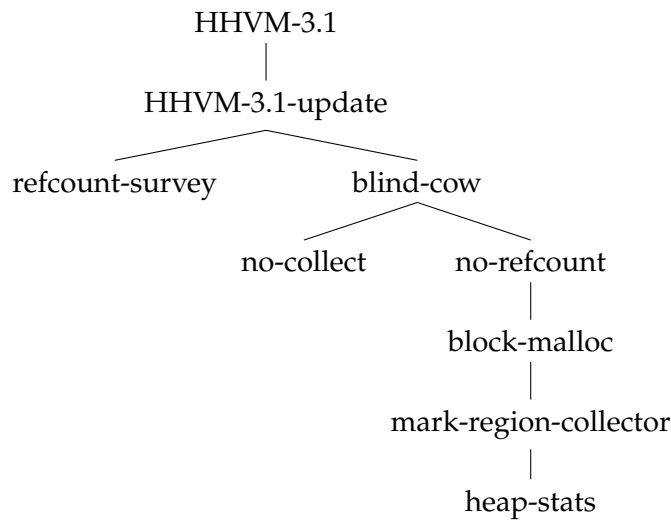 HHVM-3.1
HHVM-3.1-update
refcount-survey blind-cow
no-collect no-refcount
block-malloc
mark-region-collector
heap-stats